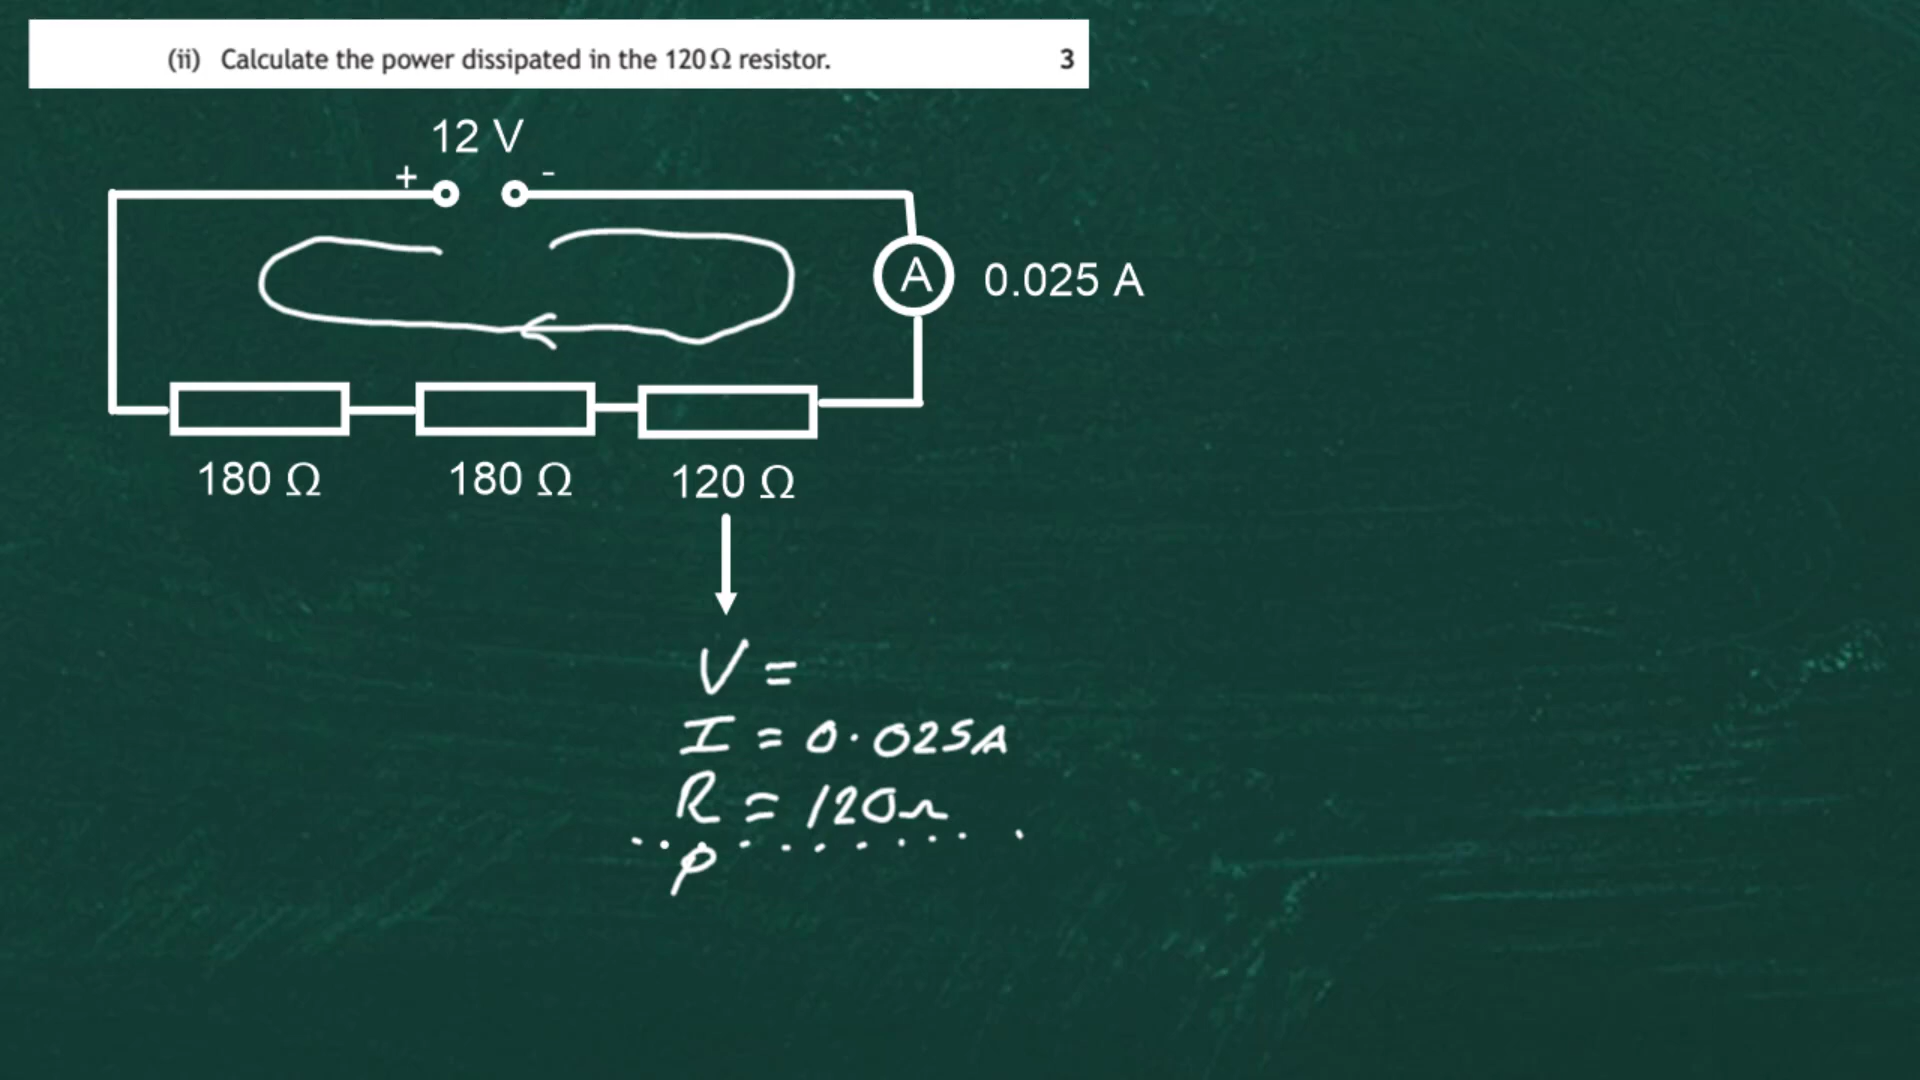 (ii) Calculate the power dissipated in the 120 Ω resistor. 3
12 V
+ -
A 0.025 A
180 Ω 180 Ω 120 Ω
V =
I = 0.025A
R = 120Ω
P